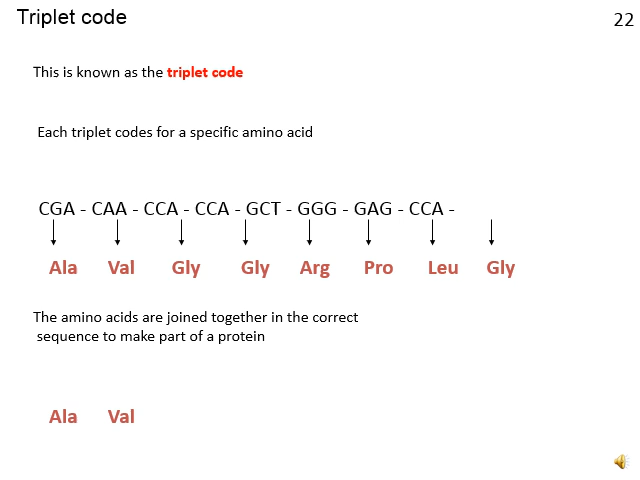 Triplet code
22
This is known as the triplet code
Each triplet codes for a specific amino acid
CGA - CAA - CCA - CCA - GCT - GGG - GAG - CCA -
Ala Val Gly Gly Arg Pro Leu Gly
The amino acids are joined together in the correct
sequence to make part of a protein
Ala Val